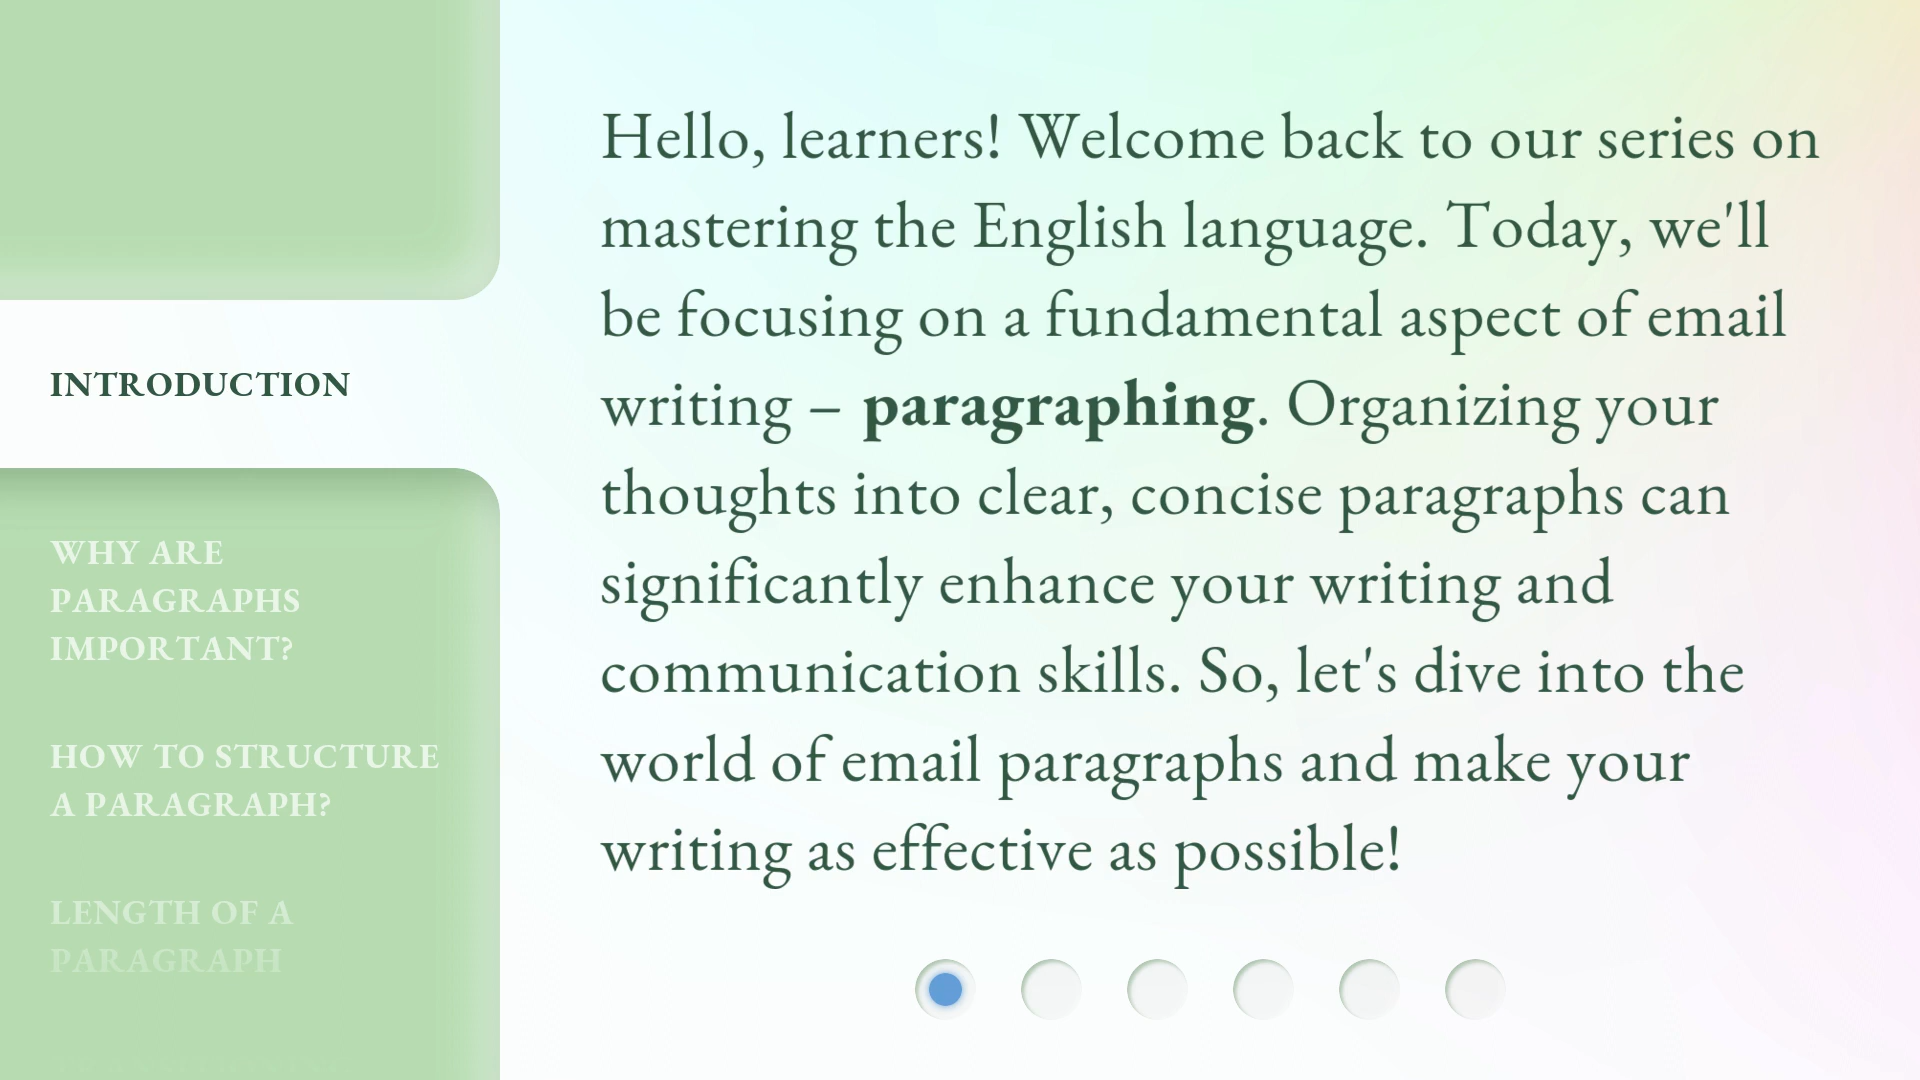 INTRODUCTION
WHY ARE
PARAGRAPHS
IMPORTANT?
HOW TO STRUCTURE
A PARAGRAPH?
LENGTH OF A
PARAGRAPH
Hello, learners! Welcome back to our series on
mastering the English language. Today, we'll
be focusing on a fundamental aspect of email
writing – paragraphing. Organizing your
thoughts into clear, concise paragraphs can
significantly enhance your writing and
communication skills. So, let's dive into the
world of email paragraphs and make your
writing as effective as possible!